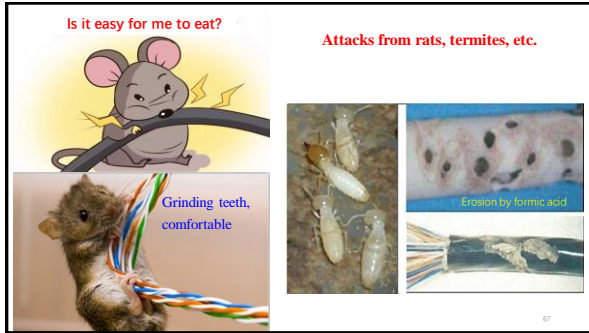 Is it easy for me to eat?
Attacks from rats, termites, etc.
Grinding teeth,
comfortable
Erosion by formic acid
67